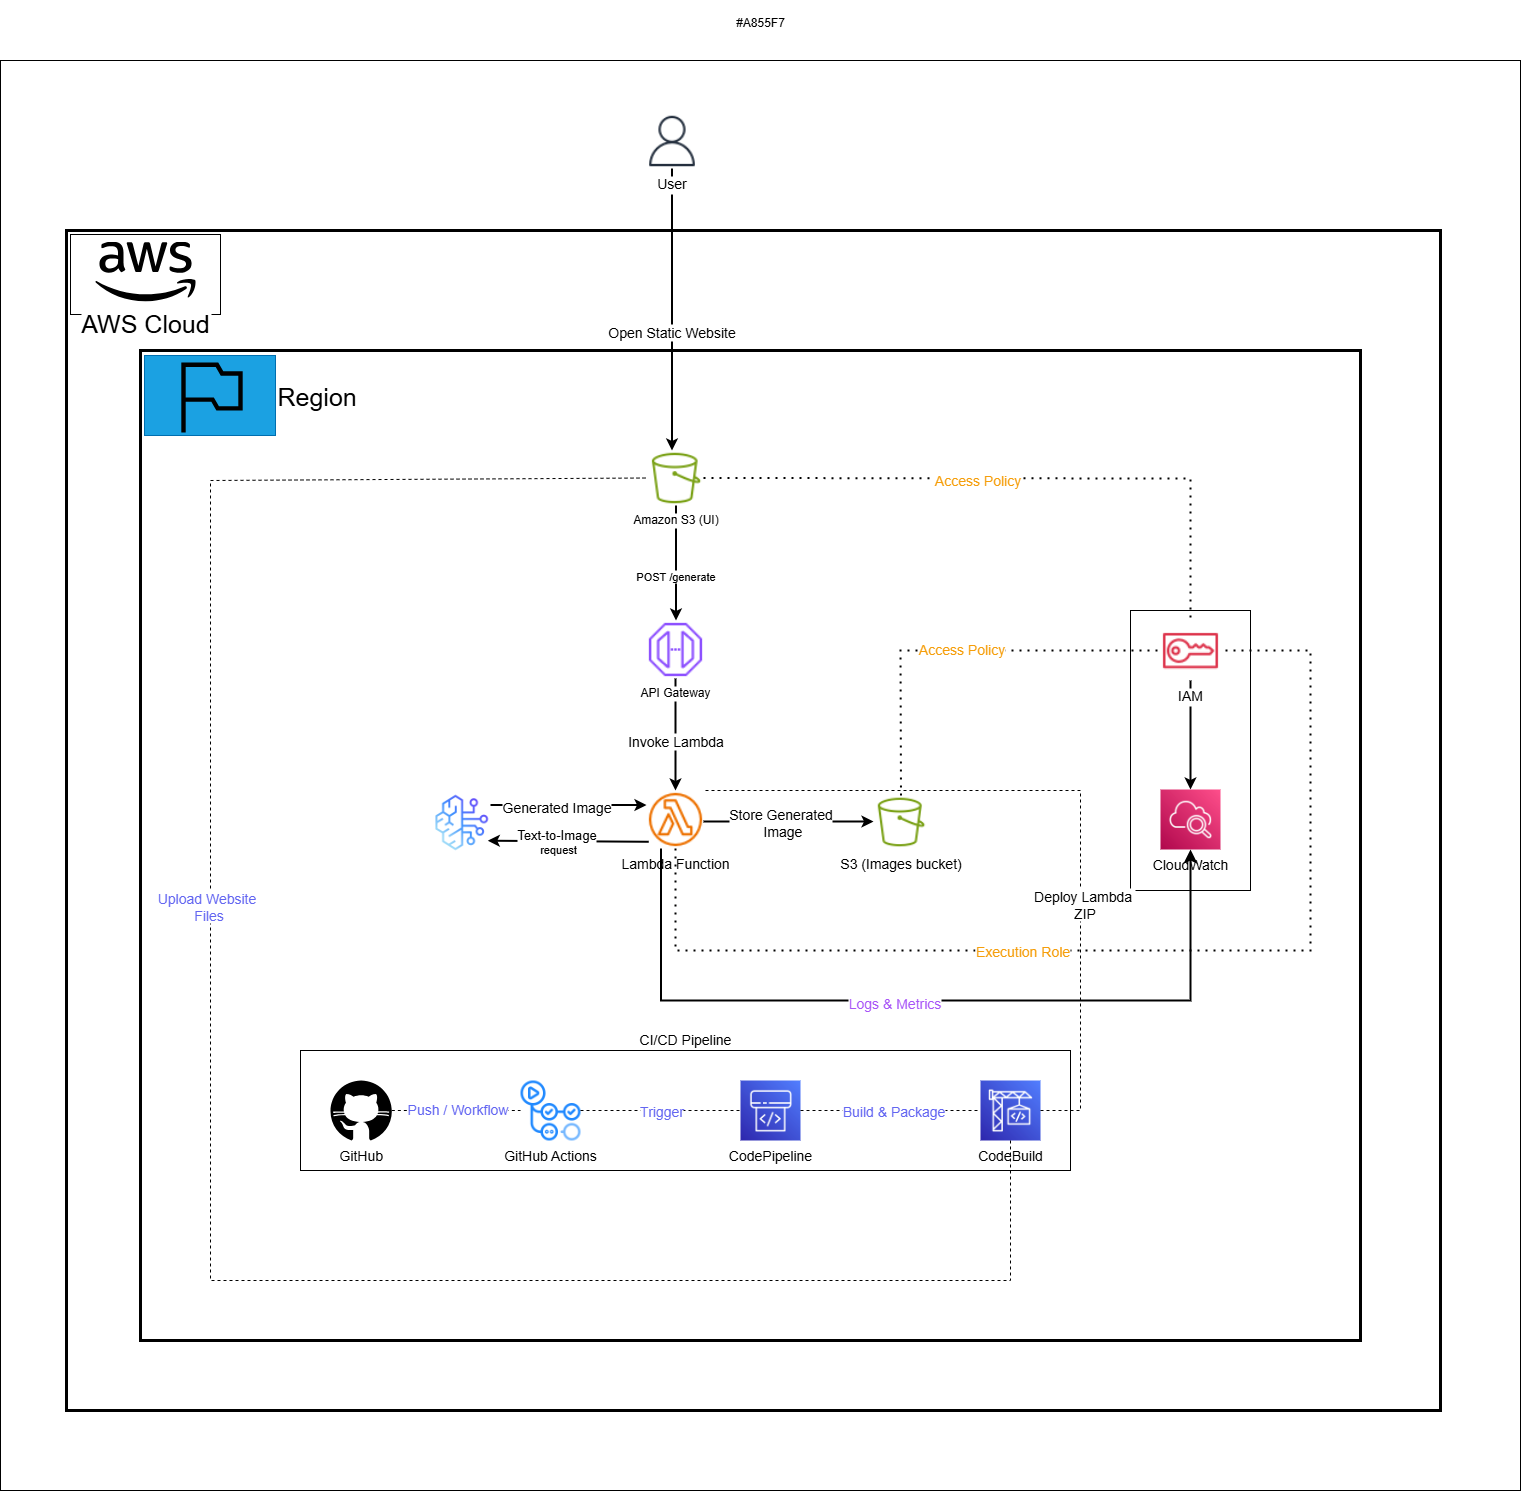 #A855F7
User
aws
AWS Cloud
Open Static Website
Region
Access Policy
Amazon S3 (UI)
POST /generate
Access Policy
API Gateway
IAM
Invoke Lambda
Generated Image
Store Generated
Image
Text-to-Image
request
Lambda Function
S3 (Images bucket)
CloudWatch
Upload Website
Files
Deploy Lambda
ZIP
Execution Role
Logs & Metrics
CI/CD Pipeline
Push / Workflow
Trigger
Build & Package
GitHub
GitHub Actions
CodePipeline
CodeBuild